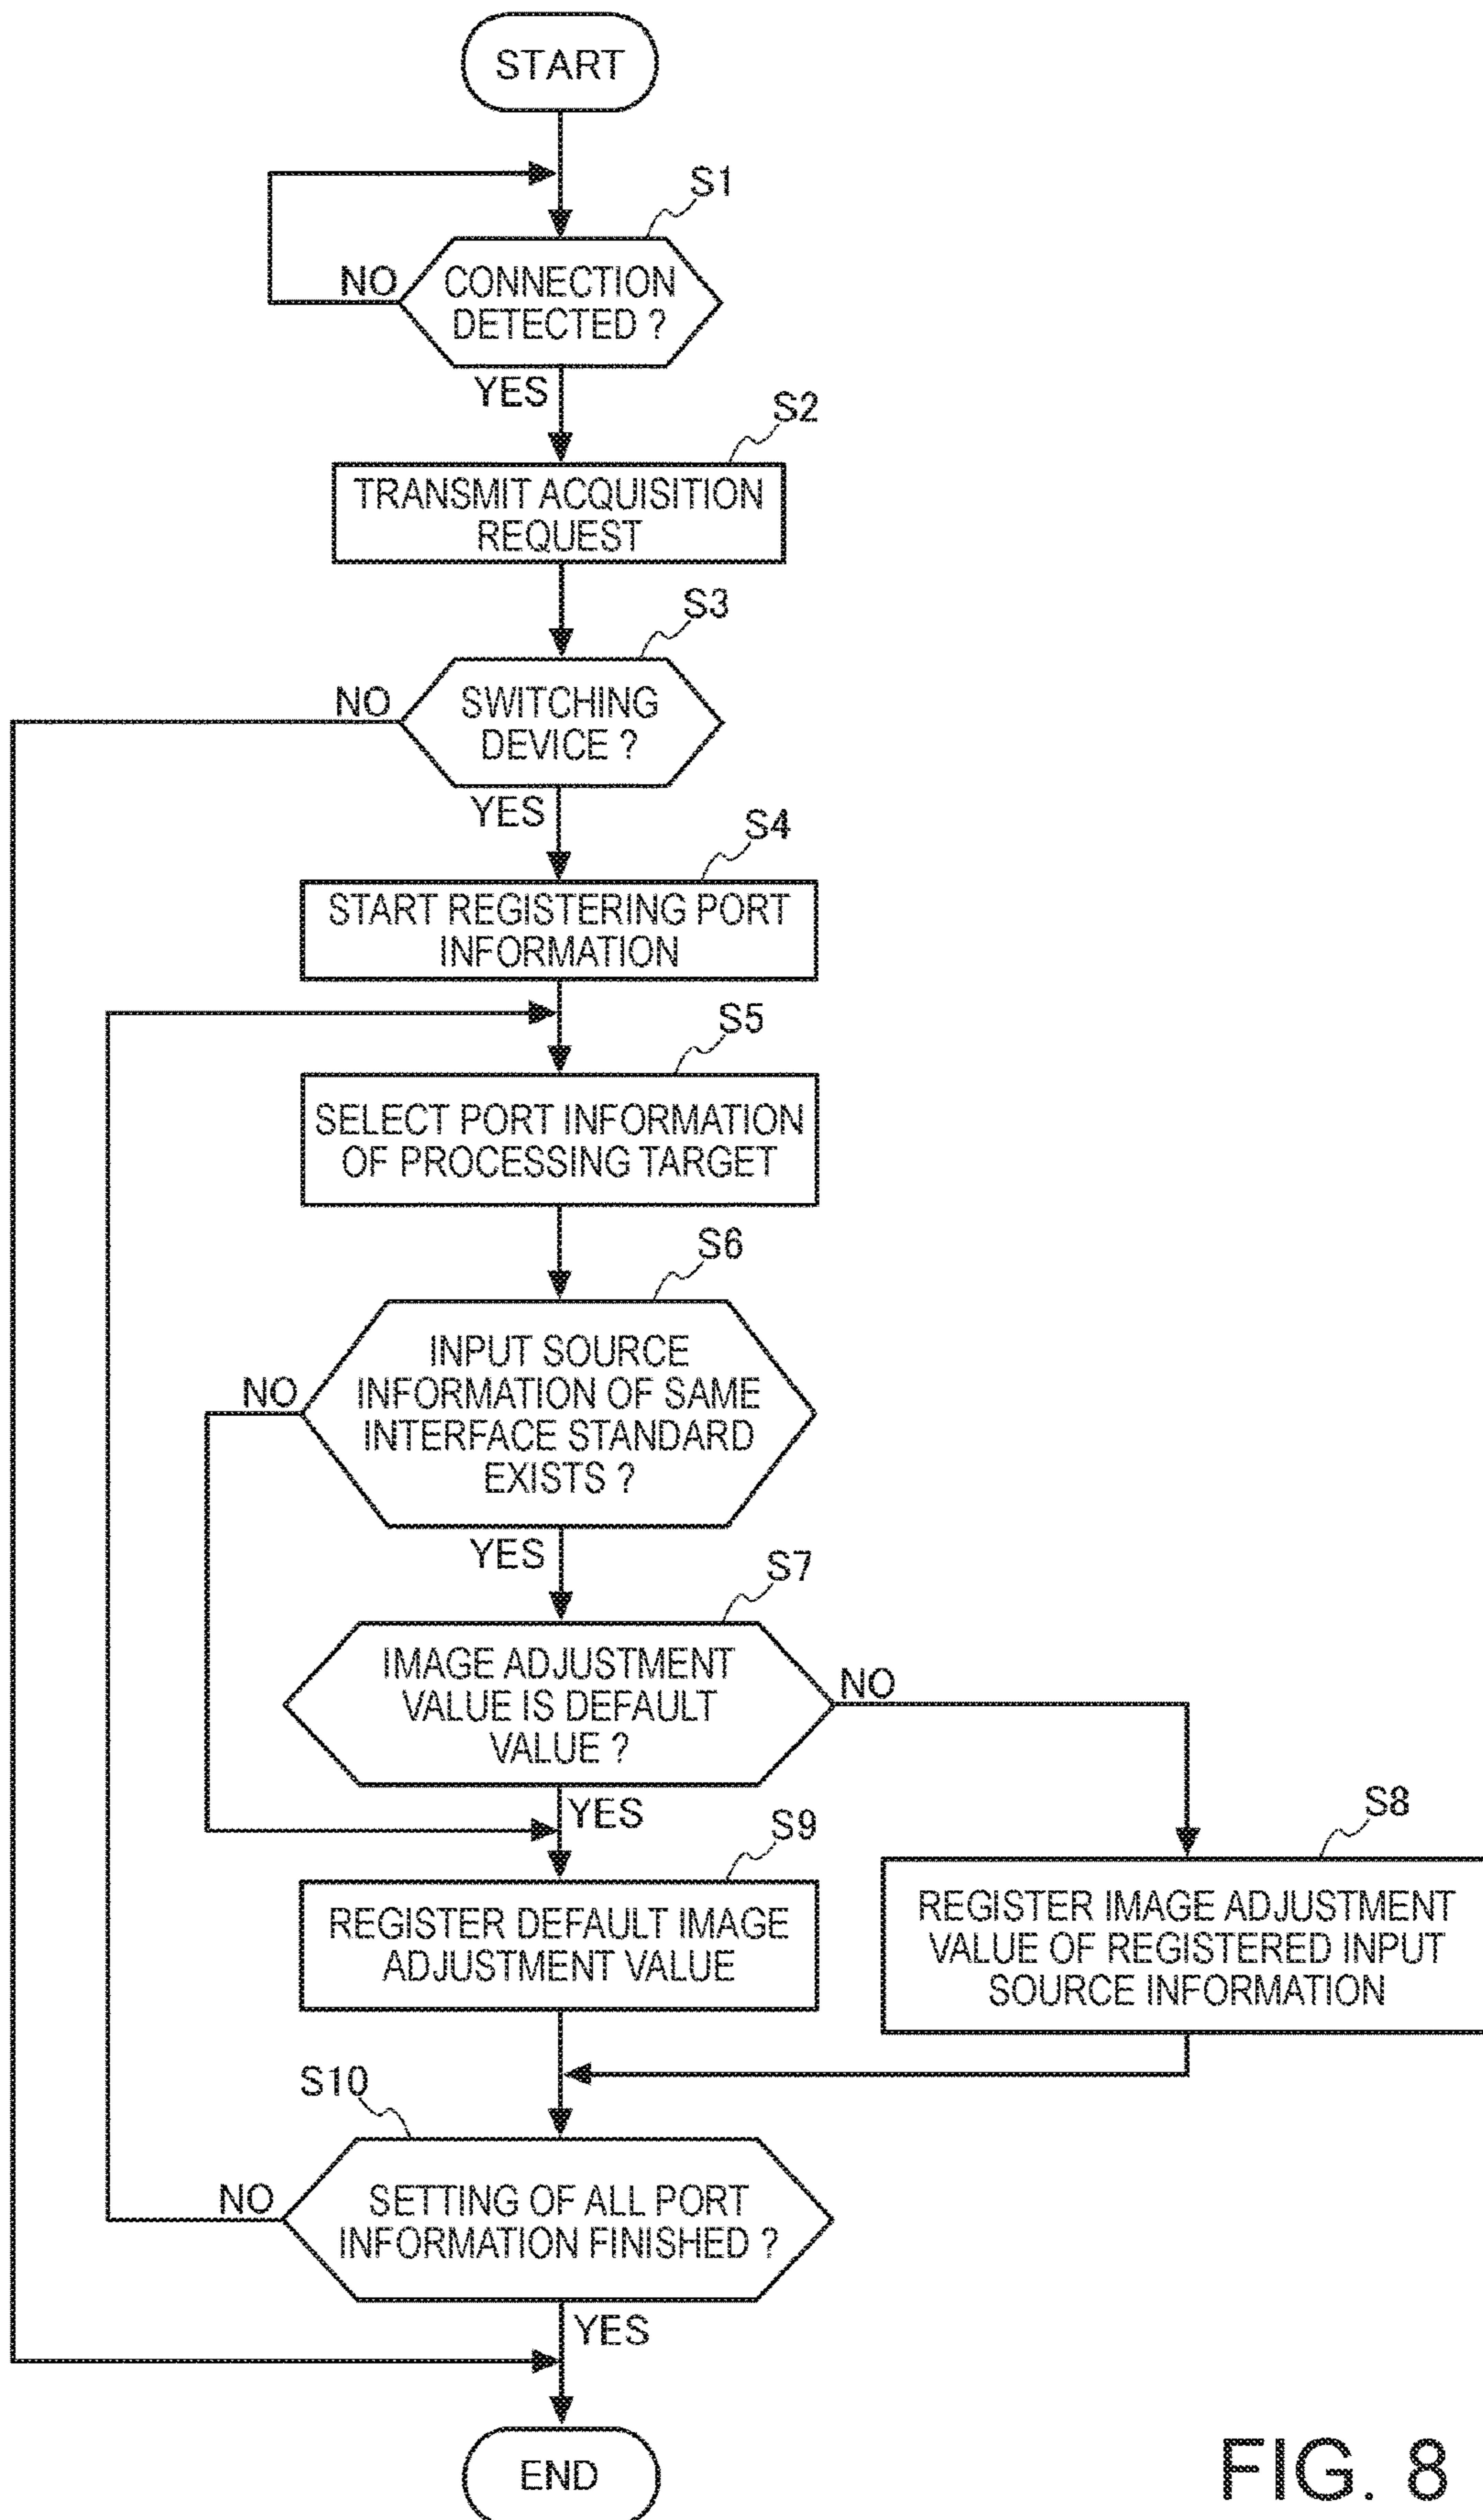 START
S1
NO
CONNECTION
DETECTED ?
YES
S2
TRANSMIT ACQUISITION
REQUEST
S3
NO
SWITCHING
DEVICE ?
YES
S4
START REGISTERING PORT
INFORMATION
S5
SELECT PORT INFORMATION
OF PROCESSING TARGET
S6
NO
INPUT SOURCE
INFORMATION OF SAME
INTERFACE STANDARD
EXISTS ?
YES
S7
IMAGE ADJUSTMENT
VALUE IS DEFAULT
VALUE ?
NO
YES
S9
S8
REGISTER DEFAULT IMAGE
ADJUSTMENT VALUE
REGISTER IMAGE ADJUSTMENT
VALUE OF REGISTERED INPUT
SOURCE INFORMATION
S10
NO
SETTING OF ALL PORT
INFORMATION FINISHED ?
YES
END
FIG. 8